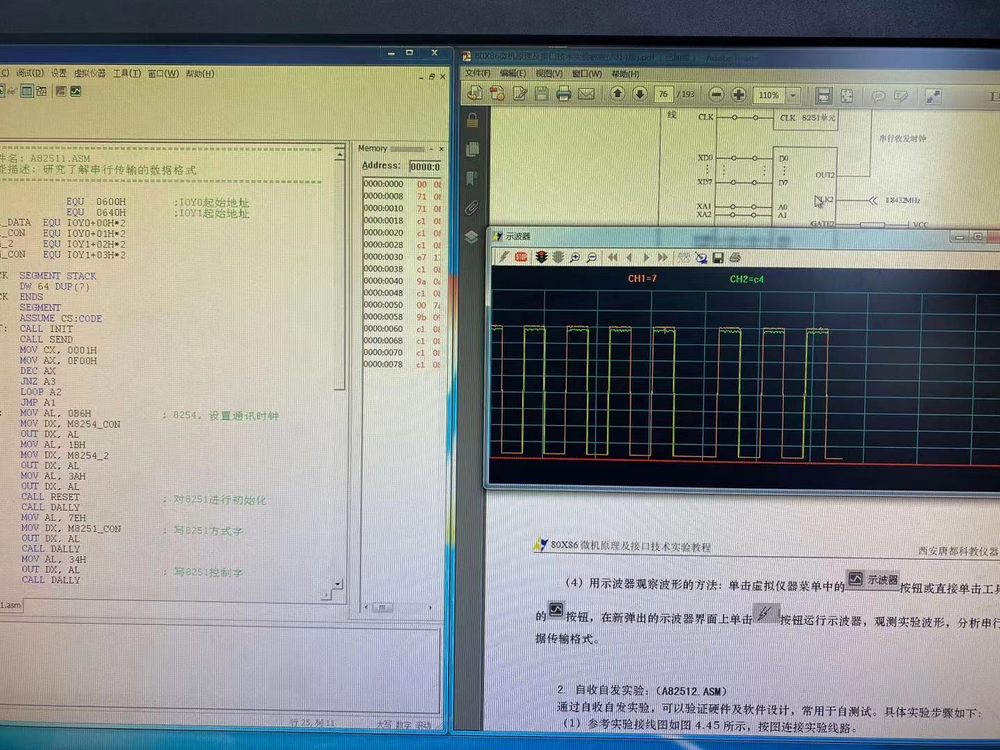 (C) 调试(D) 设置 虚拟仪器 工具(T) 窗口(W) 帮助(H)
件名: A82511.ASM
能描述: 研究了解串行传输的数据格式
EQU 0600H ;IOY0起始地址
EQU 0640H ;IOY1起始地址
_DATA EQU IOY0+00H*2
_CON EQU IOY0+01H*2
_2 EQU IOY1+02H*2
_CON EQU IOY1+03H*2
CK SEGMENT STACK
DW 64 DUP(?)
CK ENDS
SEGMENT
ASSUME CS:CODE
T: CALL INIT
CALL SEND
MOV CX, 0001H
MOV AX, 0F00H
DEC AX
JNZ A3
LOOP A2
JMP A1
: MOV AL, 0B6H ; 8254, 设置通讯时钟
MOV DX, M8254_CON
OUT DX, AL
MOV AL, 1BH
MOV DX, M8254_2
OUT DX, AL
MOV AL, 3AH
OUT DX, AL
CALL RESET ; 对8251进行初始化
CALL DALLY
MOV AL, 7EH
MOV DX, M8251_CON ; 写8251方式字
OUT DX, AL
CALL DALLY
MOV AL, 34H
OUT DX, AL ; 写8251控制字
CALL DALLY
1.asm
行 25, 列 11 大写 数字 滚动
Memory
Address: 0000:0
0000:0000 00 08
0000:0008 71
0000:0010 71
0000:0018 c1 08
0000:0020 c1 08
0000:0028 c1 08
0000:0030 e7 17
0000:0038 c1 08
0000:0040 9a
0000:0048 c1 08
0000:0050 00
0000:0058 9b
0000:0060 c1 08
0000:0068 c1 08
0000:0070 c1 08
0000:0078 c1 08
80X86微机原理及接口技术实验教程(2014版).pdf (已加密) - Adobe Reader
文件(F) 编辑(E) 视图(V) 窗口(W) 帮助(H)
76 / 193 110%
线
CLK CLK 8251单元
串行收发时钟
XD0 D0
OUT2
XD7 D7
LK2 1.8432MHz
XA1 A0
XA2 A1
GATE2 VCC
示波器
STOP
CH1=7 CH2=c4
80X86 微机原理及接口技术实验教程 西安唐都科教仪器
(4) 用示波器观察波形的方法: 单击虚拟仪器菜单中的 示波器 按钮或直接单击工具
的 按钮, 在新弹出的示波器界面上单击 按钮运行示波器, 观测实验波形, 分析串行
据传输格式。
2. 自收自发实验: (A82512.ASM)
通过自收自发实验, 可以验证硬件及软件设计, 常用于自测试。具体实验步骤如下:
(1) 参考实验接线图如图 4.45 所示, 按图连接实验线路。